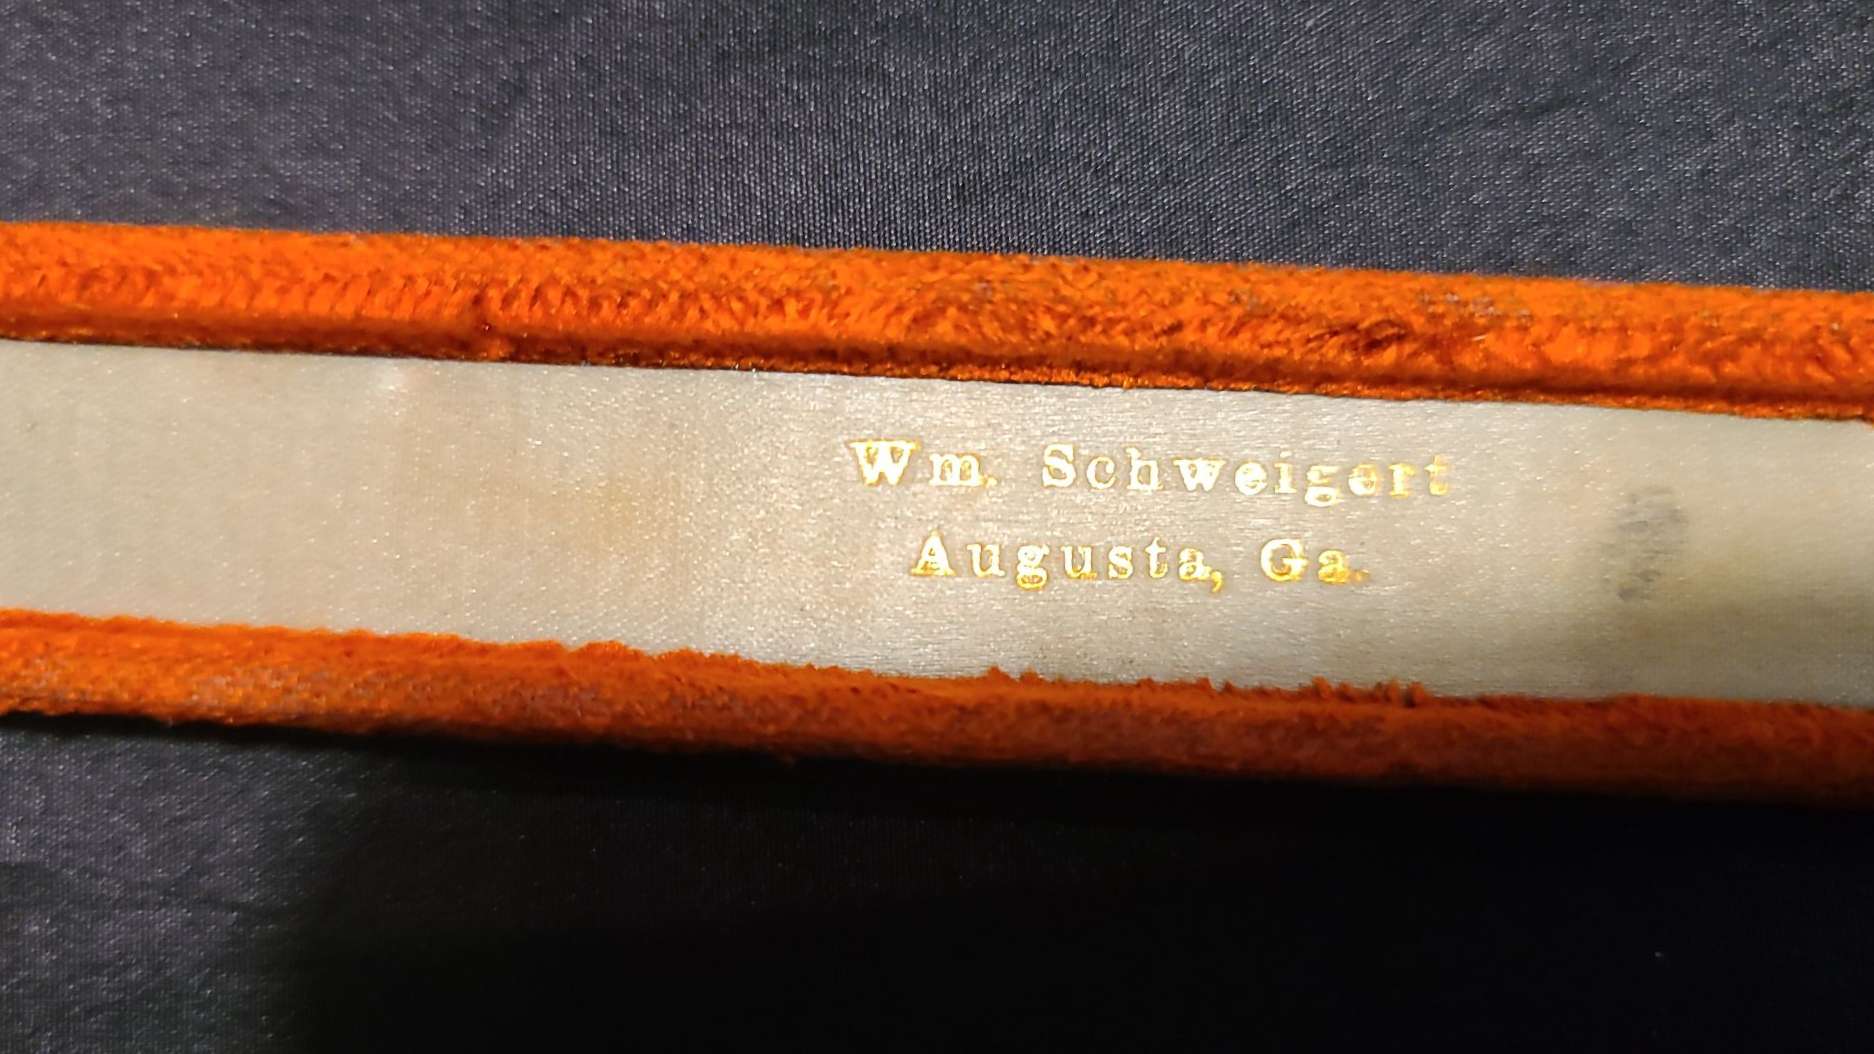 Wm. Schweigert
Augusta, Ga.